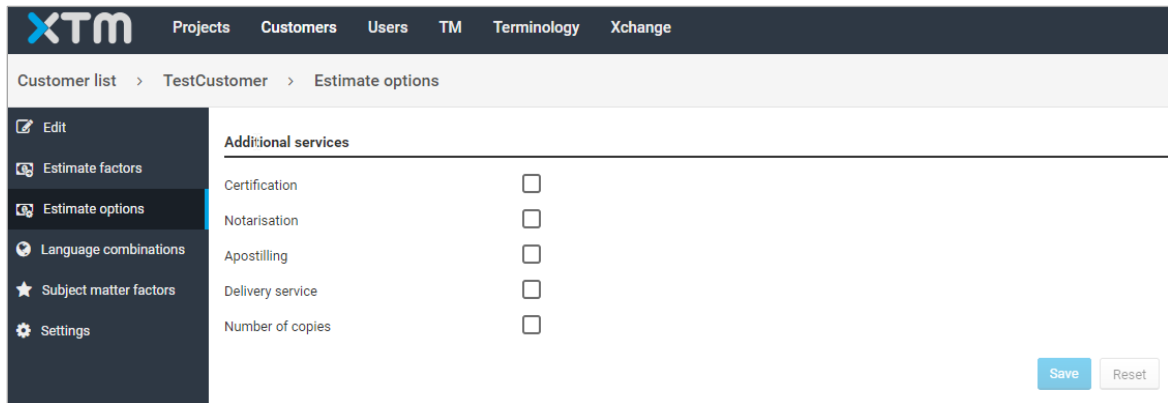 XTM Projects Customers Users TM Terminology Xchange
Customer list > TestCustomer > Estimate options
Edit
Estimate factors
Estimate options
Language combinations
Subject matter factors
Settings
Additional services
Certification
Notarisation
Apostilling
Delivery service
Number of copies
Save Reset